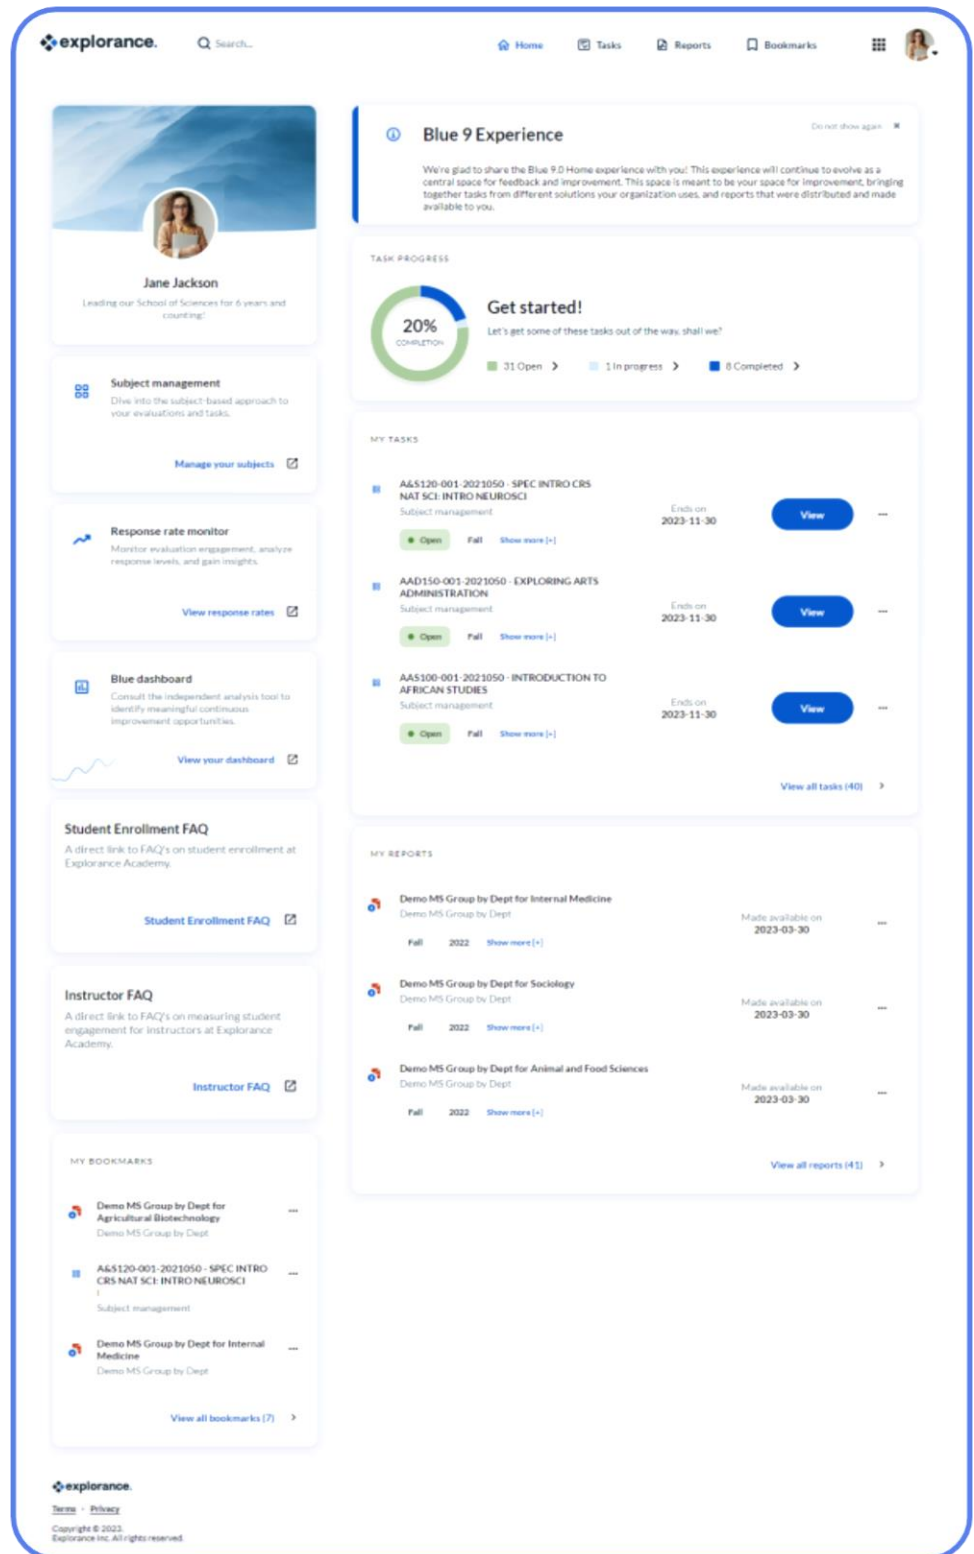 explorance.
Search...
Home
Tasks
Reports
Bookmarks
Jane Jackson
Leading our School of Sciences for 6 years and
counting!
Subject management
Dive into the subject-based approach to
your evaluations and tasks.
Manage your subjects
Response rate monitor
Monitor evaluation engagement, analyze
response levels, and gain insights.
View response rates
Blue dashboard
Consult the independent analysis tool to
identify meaningful continuous
improvement opportunities.
View your dashboard
Student Enrollment FAQ
A direct link to FAQ's on student enrollment at
Explorance Academy.
Student Enrollment FAQ
Instructor FAQ
A direct link to FAQ's on measuring student
engagement for instructors at Explorance
Academy.
Instructor FAQ
MY BOOKMARKS
Demo MS Group by Dept for
Agricultural Biotechnology
Demo MS Group by Dept
A&S120-001-2021050 - SPEC INTRO
CRS NAT SCI: INTRO NEUROSCI
Subject management
Demo MS Group by Dept for Internal
Medicine
Demo MS Group by Dept
View all bookmarks (7)
Blue 9 Experience
Do not show again
We're glad to share the Blue 9.0 Home experience with you! This experience will continue to evolve as a
central space for feedback and improvement. This space is meant to be your space for improvement, bringing
together tasks from different solutions your organization uses, and reports that were distributed and made
available to you.
TASK PROGRESS
20%
COMPLETION
Get started!
Let's get some of these tasks out of the way, shall we?
31 Open
1 In progress
8 Completed
MY TASKS
A&S120-001-2021050 - SPEC INTRO CRS
NAT SCI: INTRO NEUROSCI
Subject management
Open Fall Show more [+]
Ends on
2023-11-30
View
AAD150-001-2021050 - EXPLORING ARTS
ADMINISTRATION
Subject management
Open Fall Show more [+]
Ends on
2023-11-30
View
AAS100-001-2021050 - INTRODUCTION TO
AFRICAN STUDIES
Subject management
Open Fall Show more [+]
Ends on
2023-11-30
View
View all tasks (40)
MY REPORTS
Demo MS Group by Dept for Internal Medicine
Demo MS Group by Dept
Fall 2022 Show more [+]
Made available on
2023-03-30
Demo MS Group by Dept for Sociology
Demo MS Group by Dept
Fall 2022 Show more [+]
Made available on
2023-03-30
Demo MS Group by Dept for Animal and Food Sciences
Demo MS Group by Dept
Fall 2022 Show more [+]
Made available on
2023-03-30
View all reports (41)
explorance.
Terms - Privacy
Copyright © 2023.
Explorance Inc. All rights reserved.